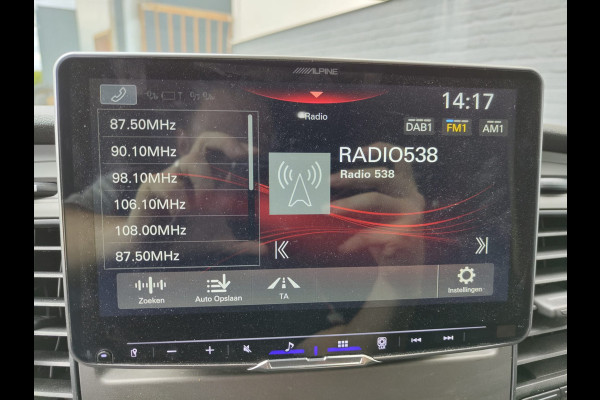 ALPINE
14:17
Radio
DAB1 FM1 AM1
87.50MHz
90.10MHz
98.10MHz
106.10MHz
108.00MHz
87.50MHz
RADIO538
Radio 538
Zoeken
Auto Opslaan
TA
Instellingen